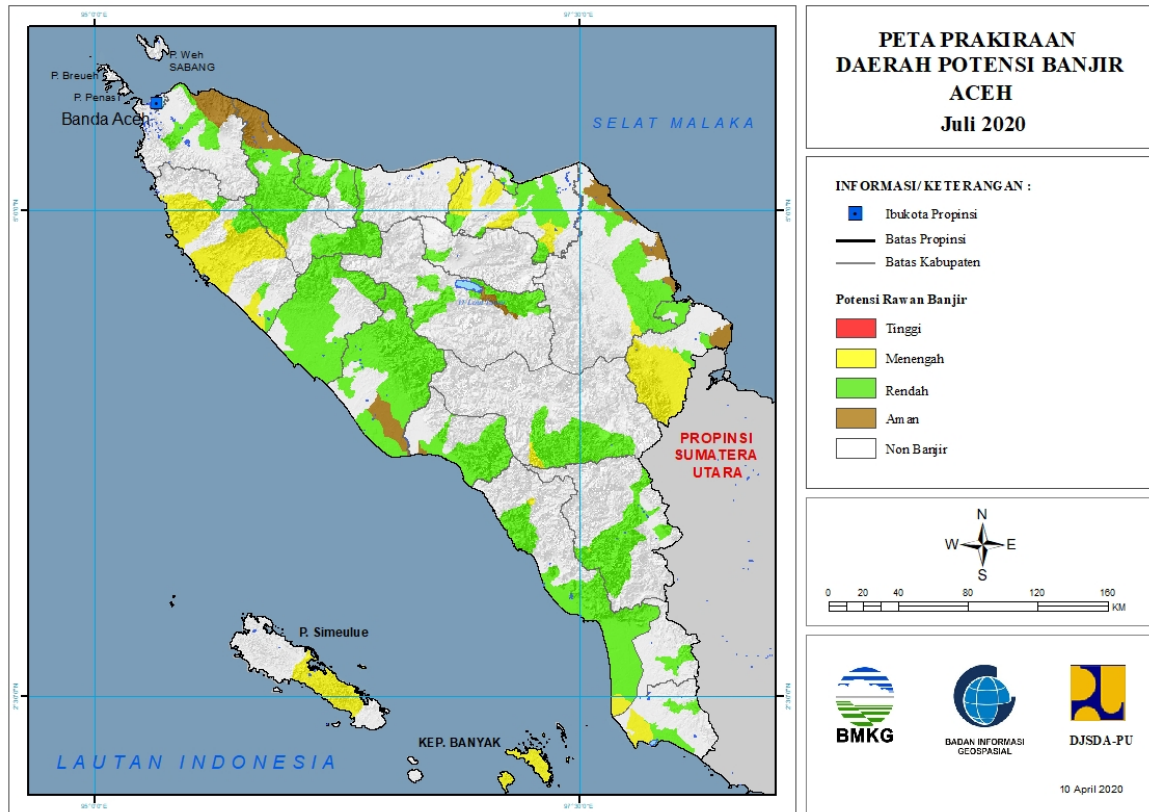 P. Weh
SABANG
P. Breueh
P. Penasi
Banda Aceh
SELAT MALAKA
PROPINSI
SUMATERA
UTARA
P. Simeulue
KEP. BANYAK
LAUTAN INDONESIA
PETA PRAKIRAAN
DAERAH POTENSI BANJIR
ACEH
Juli 2020
INFORMASI/ KETERANGAN :
Ibukota Propinsi
Batas Propinsi
Batas Kabupaten
Potensi Rawan Banjir
Tinggi
Menengah
Rendah
Aman
Non Banjir
N
W E
S
0 20 40 80 120 160
KM
BMKG
BADAN INFORMASI
GEOSPASIAL
DJSDA-PU
10 April 2020